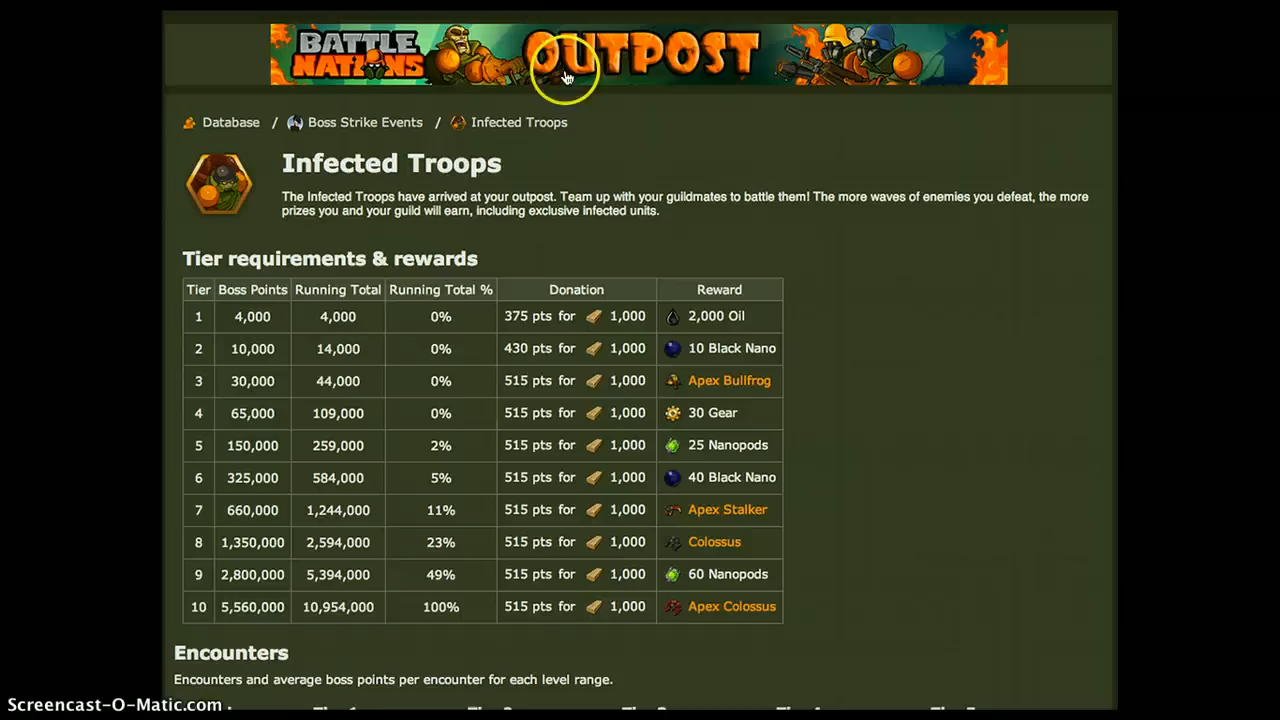 BATTLE NATIONS OUTPOST
Database / Boss Strike Events / Infected Troops
Infected Troops
The Infected Troops have arrived at your outpost. Team up with your guildmates to battle them! The more waves of enemies you defeat, the more
prizes you and your guild will earn, including exclusive infected units.
Tier requirements & rewards
Tier Boss Points Running Total Running Total % Donation Reward
1 4,000 4,000 0% 375 pts for 1,000 2,000 Oil
2 10,000 14,000 0% 430 pts for 1,000 10 Black Nano
3 30,000 44,000 0% 515 pts for 1,000 Apex Bullfrog
4 65,000 109,000 0% 515 pts for 1,000 30 Gear
5 150,000 259,000 2% 515 pts for 1,000 25 Nanopods
6 325,000 584,000 5% 515 pts for 1,000 40 Black Nano
7 660,000 1,244,000 11% 515 pts for 1,000 Apex Stalker
8 1,350,000 2,594,000 23% 515 pts for 1,000 Colossus
9 2,800,000 5,394,000 49% 515 pts for 1,000 60 Nanopods
10 5,560,000 10,954,000 100% 515 pts for 1,000 Apex Colossus
Encounters
Encounters and average boss points per encounter for each level range.
Screencast-O-Matic.com